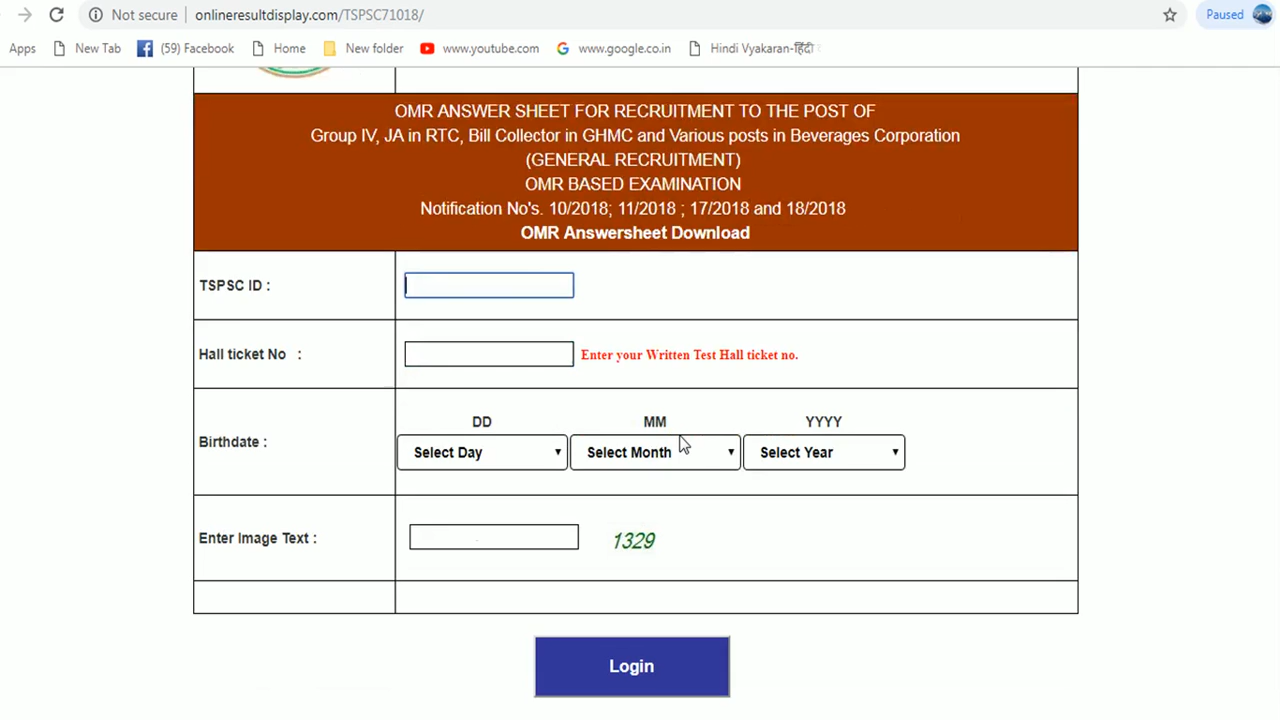 Not secure | onlineresultdisplay.com/TSPSC71018/ Paused
Apps New Tab (59) Facebook Home New folder www.youtube.com www.google.co.in Hindi Vyakaran-हिंदी
OMR ANSWER SHEET FOR RECRUITMENT TO THE POST OF
Group IV, JA in RTC, Bill Collector in GHMC and Various posts in Beverages Corporation
(GENERAL RECRUITMENT)
OMR BASED EXAMINATION
Notification No's. 10/2018; 11/2018 ; 17/2018 and 18/2018
OMR Answersheet Download
TSPSC ID :
Hall ticket No : Enter your Written Test Hall ticket no.
DD MM YYYY
Birthdate : Select Day Select Month Select Year
Enter Image Text : 1329
Login